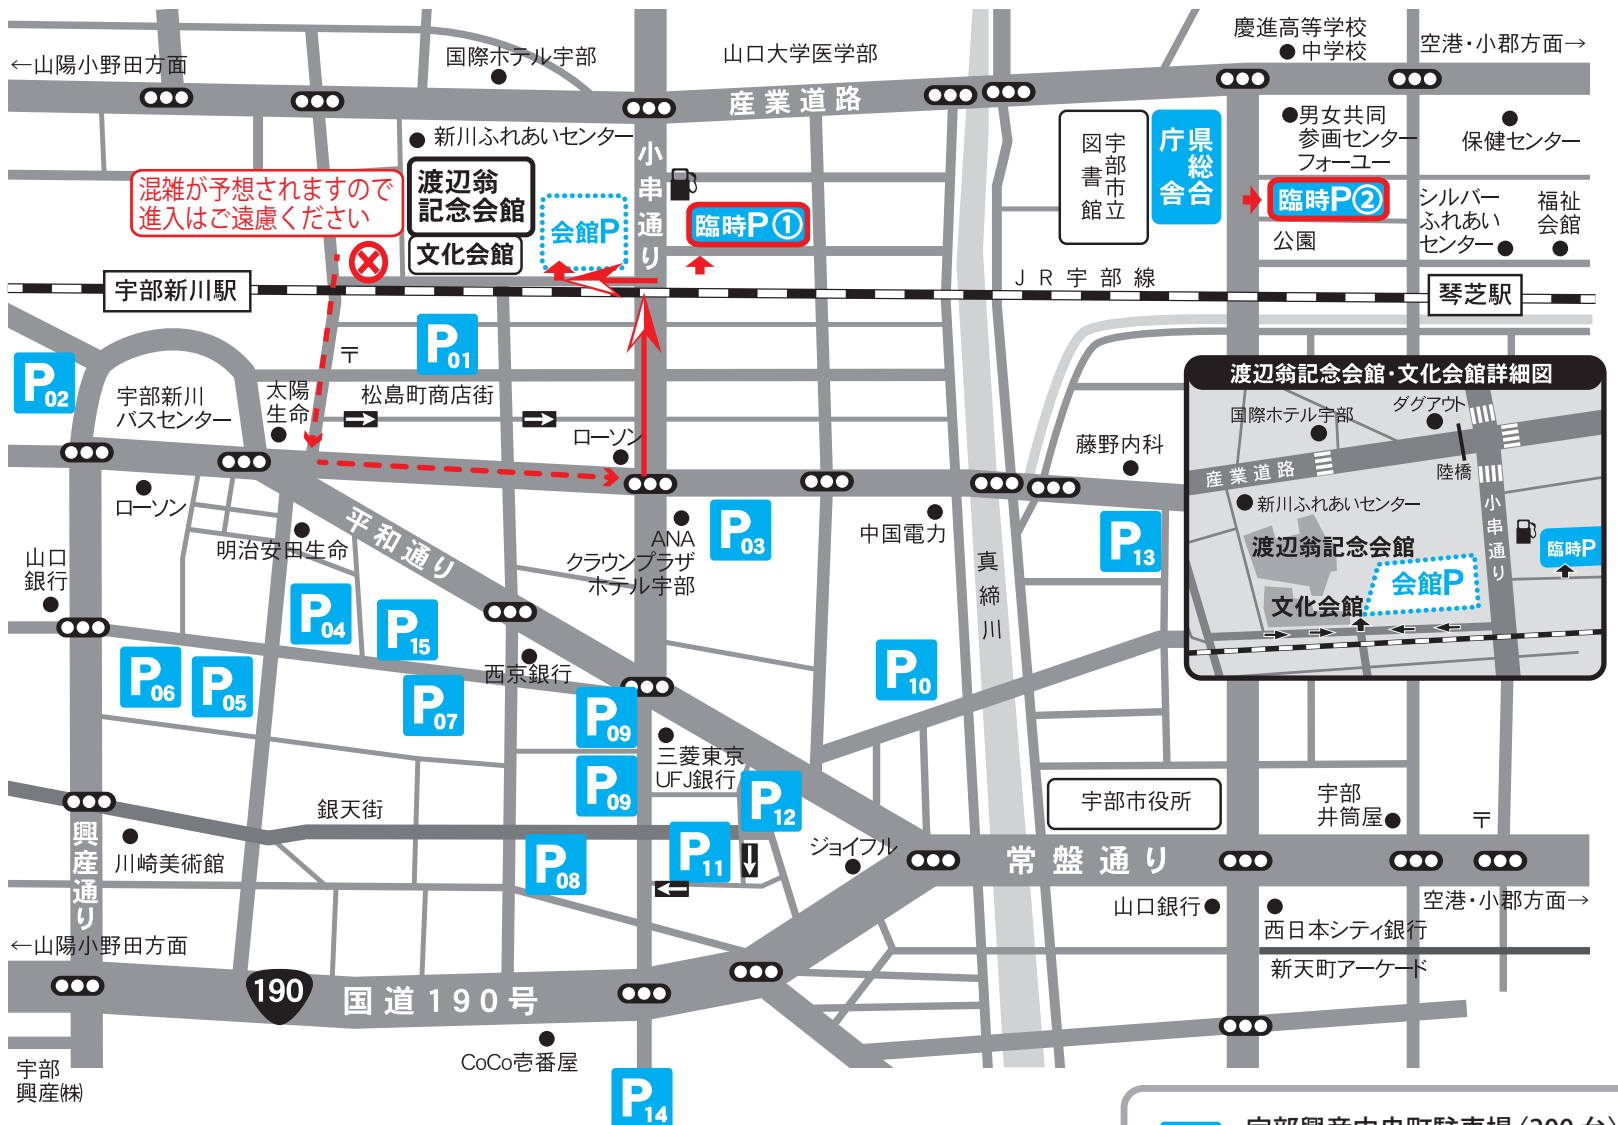 ←山陽小野田方面
国際ホテル宇部
山口大学医学部
慶進高等学校
中学校
空港・小郡方面→
産業道路
新川ふれあいセンター
小串通り
男女共同
参画センター
フォーユー
保健センター
混雑が予想されますので
進入はご遠慮ください
渡辺翁
記念会館
文化会館
会館P
臨時P①
宇部市立
図書館
県総合
庁舎
臨時P②
公園
シルバー
ふれあい
センター
福祉
会館
宇部新川駅
JR宇部線
琴芝駅
〒
P01
P02
宇部新川
バスセンター
太陽
生命
松島町商店街
ローソン
藤野内科
ローソン
明治安田生命
平和通り
ANA
クラウンプラザ
ホテル宇部
P03
中国電力
真締川
P13
山口
銀行
P04
P15
西京銀行
P10
P06
P05
P07
P09
三菱東京
UFJ銀行
P09
P12
銀天街
興産通り
川崎美術館
P08
P11
ジョイフル
宇部市役所
宇部
井筒屋
〒
常盤通り
山口銀行
空港・小郡方面→
西日本シティ銀行
新天町アーケード
←山陽小野田方面
190
国道190号
CoCo壱番屋
宇部
興産㈱
P14
渡辺翁記念会館・文化会館詳細図
国際ホテル宇部
ダグアウト
産業道路
陸橋
新川ふれあいセンター
小串通り
渡辺翁記念会館
会館P
臨時P
文化会館
宇部興産中央町駐車場(200台)